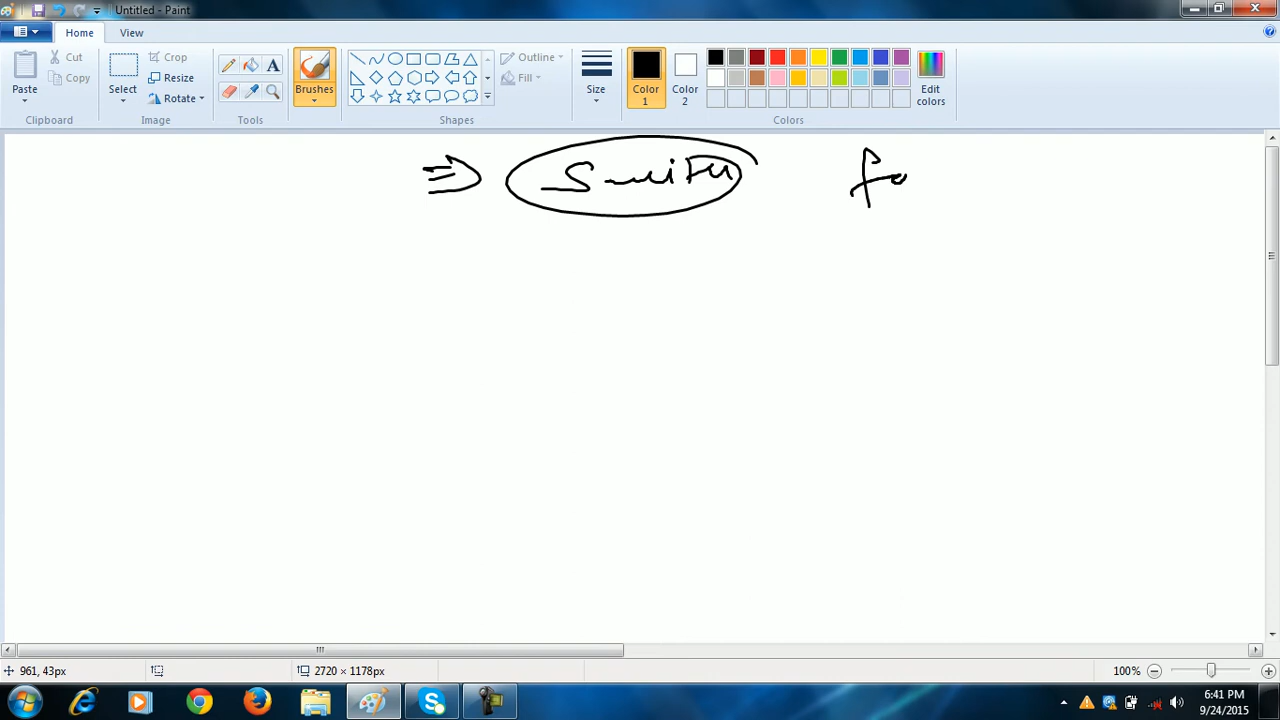 Untitled - Paint
Home
View
Paste
Cut
Copy
Clipboard
Select
Crop
Resize
Rotate
Image
Tools
Brushes
Outline
Fill
Shapes
Size
Color 1
Color 2
Edit colors
Colors
⇒ fo
961, 43px
2720 × 1178px
100%
6:41 PM
9/24/2015